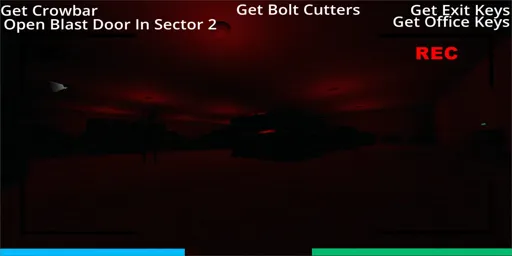 Get Crowbar
Open Blast Door In Sector 2
Get Bolt Cutters
Get Exit Keys
Get Office Keys
REC